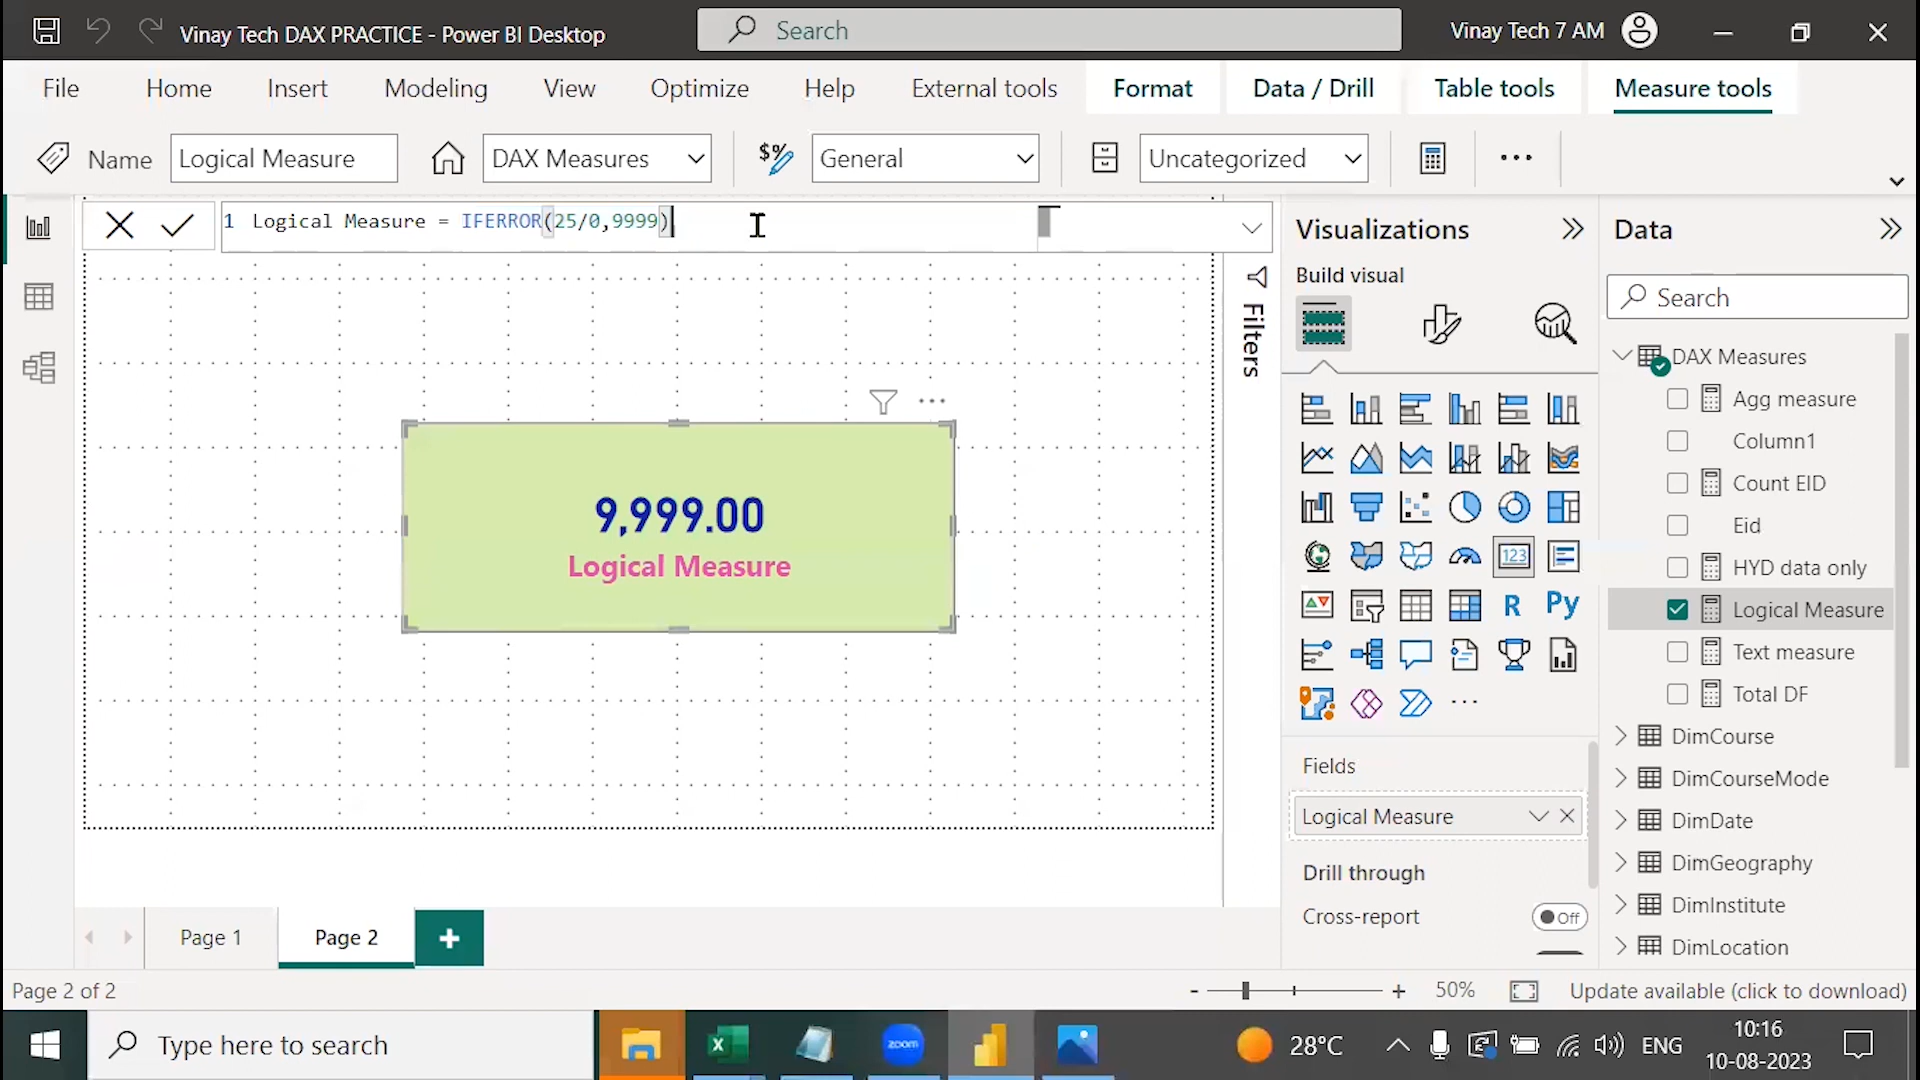 Vinay Tech DAX PRACTICE - Power BI Desktop
Search
Vinay Tech 7 AM
File
Home
Insert
Modeling
View
Optimize
Help
External tools
Format
Data / Drill
Table tools
Measure tools
Name
Logical Measure
DAX Measures
$%
General
Uncategorized
1 Logical Measure = IFERROR(25/0,9999)
Visualizations
Data
Build visual
Search
Filters
DAX Measures
Agg measure
Column1
Count EID
Eid
HYD data only
Logical Measure
Text measure
Total DF
DimCourse
DimCourseMode
DimDate
DimGeography
DimInstitute
DimLocation
9,999.00
Logical Measure
123
R
Py
Fields
Logical Measure
Drill through
Cross-report
Off
Page 1
Page 2
+
Page 2 of 2
-
+
50%
Update available (click to download)
Type here to search
zoom
28°C
ENG
10:16
10-08-2023